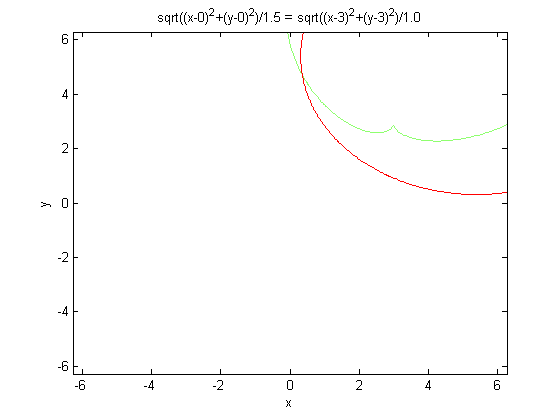 sqrt((x-0)²+(y-0)²)/1.5 = sqrt((x-3)²+(y-3)²)/1.0
6
4
2
0
-2
-4
-6
y
-6 -4 -2 0 2 4 6
x